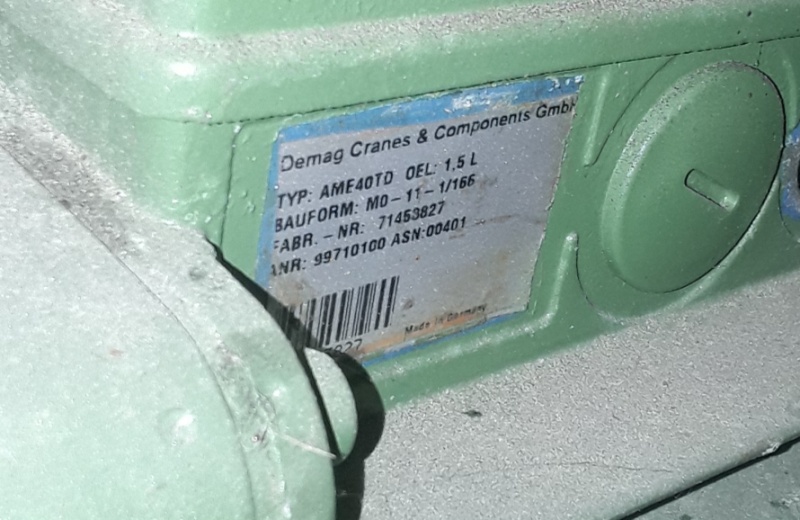 Demag Cranes & Components GmbH
TYP: AME40TD OEL: 1,5 L
BAUFORM: M0-11-1/166
FABR.-NR: 71453827
ANR: 99710100 ASN:00401
Made in Germany